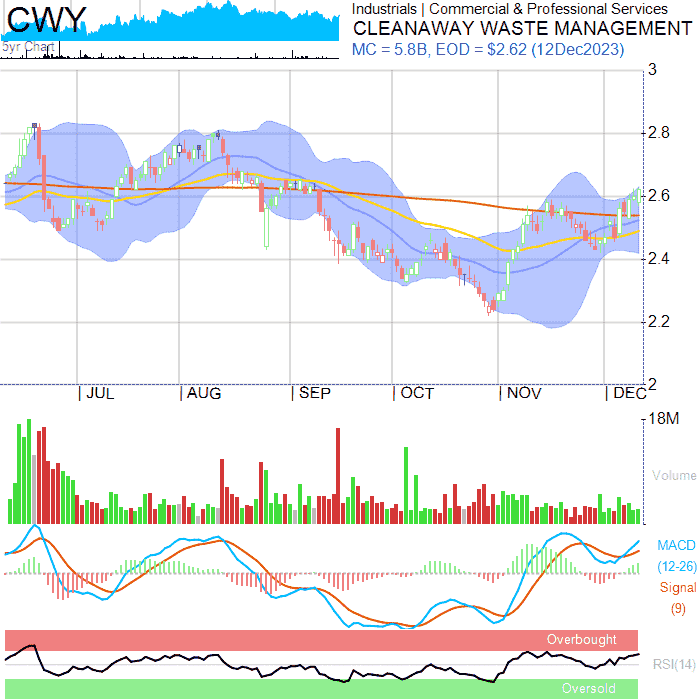 CWY
5yr Chart
Industrials | Commercial & Professional Services
CLEANAWAY WASTE MANAGEMENT
MC = 5.8B, EOD = $2.62 (12Dec2023)
3
2.8
2.6
2.4
2.2
2
| JUL | AUG | SEP | OCT | NOV | DEC
18M
Volume
MACD
(12-26)
Signal
(9)
Overbought
RSI(14)
Oversold